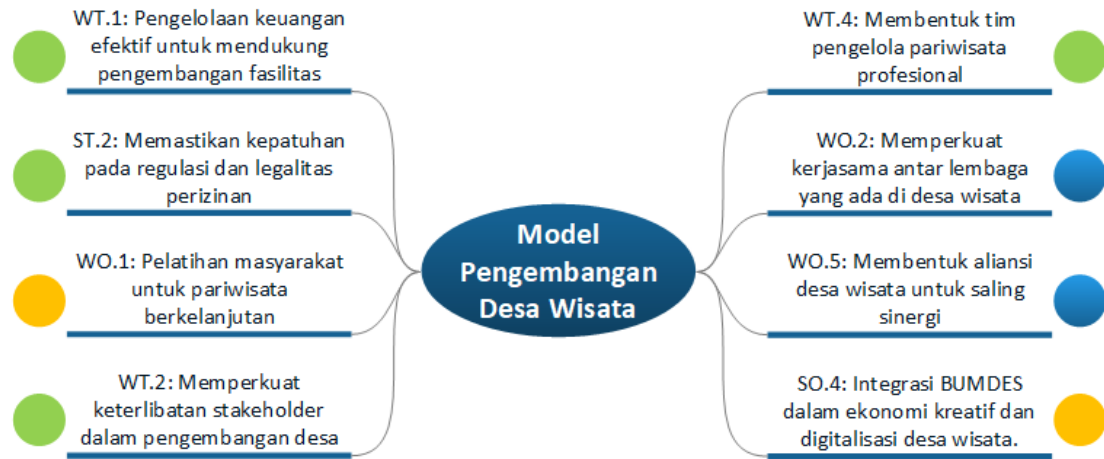 WT.1: Pengelolaan keuangan
efektif untuk mendukung
pengembangan fasilitas
ST.2: Memastikan kepatuhan
pada regulasi dan legalitas
perizinan
WO.1: Pelatihan masyarakat
untuk pariwisata
berkelanjutan
WT.2: Memperkuat
keterlibatan stakeholder
dalam pengembangan desa
Model
Pengembangan
Desa Wisata
WT.4: Membentuk tim
pengelola pariwisata
profesional
WO.2: Memperkuat
kerjasama antar lembaga
yang ada di desa wisata
WO.5: Membentuk aliansi
desa wisata untuk saling
sinergi
SO.4: Integrasi BUMDES
dalam ekonomi kreatif dan
digitalisasi desa wisata.